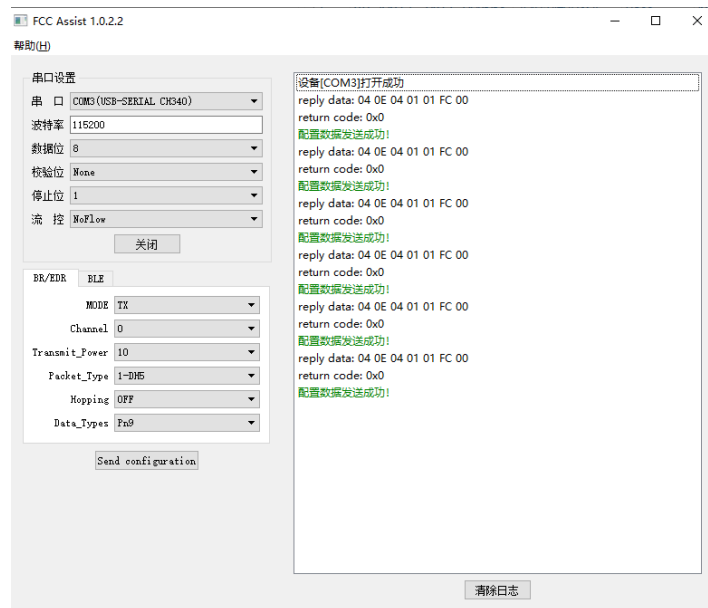 FCC Assist 1.0.2.2
帮助(H)
串口设置
串 口 COM3(USB-SERIAL CH340)
波特率 115200
数据位 8
校验位 None
停止位 1
流 控 NoFlow
关闭
BR/EDR BLE
MODE TX
Channel 0
Transmit_Power 10
Packet_Type 1-DH5
Hopping OFF
Data_Types Pn9
Send configuration
设备[COM3]打开成功
reply data: 04 0E 04 01 01 FC 00
return code: 0x0
配置数据发送成功!
reply data: 04 0E 04 01 01 FC 00
return code: 0x0
配置数据发送成功!
reply data: 04 0E 04 01 01 FC 00
return code: 0x0
配置数据发送成功!
reply data: 04 0E 04 01 01 FC 00
return code: 0x0
配置数据发送成功!
reply data: 04 0E 04 01 01 FC 00
return code: 0x0
配置数据发送成功!
reply data: 04 0E 04 01 01 FC 00
return code: 0x0
配置数据发送成功!
清除日志